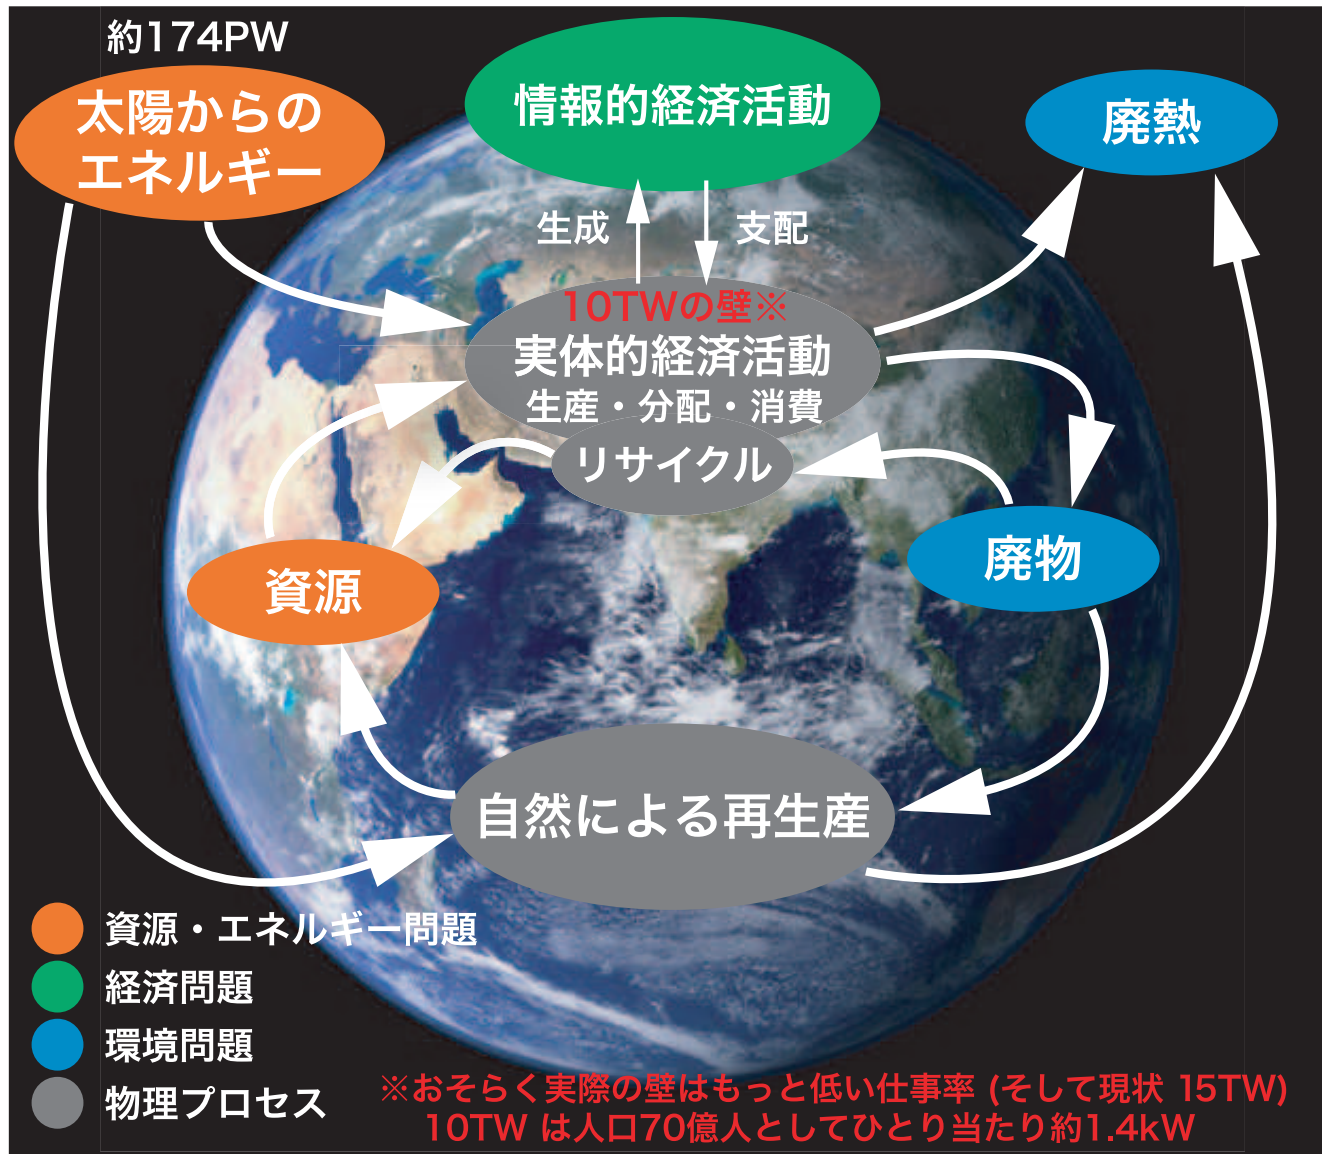 約174PW
太陽からの
エネルギー
情報的経済活動
廃熱
生成
支配
10TWの壁※
実体的経済活動
生産・分配・消費
リサイクル
資源
廃物
自然による再生産
資源・エネルギー問題
経済問題
環境問題
物理プロセス
※おそらく実際の壁はもっと低い仕事率 (そして現状 15TW)
10TW は人口70億人としてひとり当たり約1.4kW